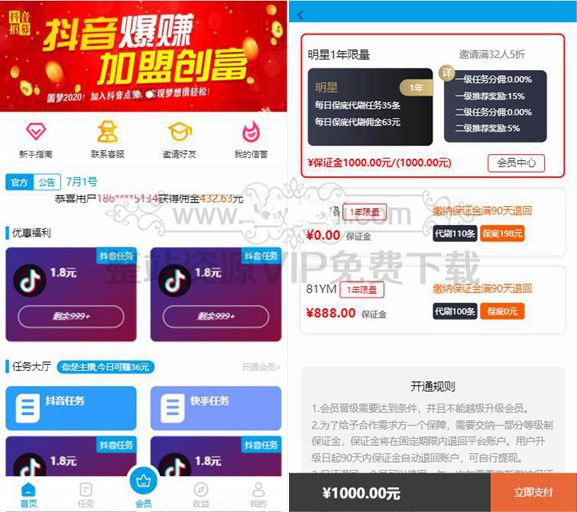 抖音
招募
抖音爆赚
加盟创富
圆梦2020！加入抖音点赞，实现梦想很轻松！
新手指南
联系客服
邀请好友
我的信誉
官方 公告 7月1号
恭喜用户186****5134获得佣金432.63元
优惠福利
抖音任务
1.8元
剩余999+
抖音任务
1.8元
剩余999+
任务大厅 你是主播,今日可赚36元 开通会员>
抖音任务
快手任务
抖音任务
1.8元
抖音任务
1.8元
首页
任务
会员
收益
我的
明星1年限量 邀请满32人5折
明星 1年
每日保底代刷任务35条
每日保底代刷佣金63元
详
一级任务分佣:0.00%
一级推荐奖励:15%
二级任务分佣:0.00%
二级推荐奖励:5%
¥保证金1000.00元/(1000.00元)
会员中心
1年限量 缴纳保证金满90天退回
¥0.00 保证金 代刷110条 保底198元
81YM 1年限量 缴纳保证金满90天退回
¥888.00 保证金 代刷100条 保底0元
开通规则
1.会员晋级需要达到条件，并且不能越级升级会员。
2.为了给予合作需求方一个保障，需要交纳一部分等级制
保证金，保证金将在固定期限内退回平台账户。用户升
级日起90天内保证金自动退回账户，可自行提现。
¥1000.00元
立即支付
www.
.com
整站资源VIP免费下载